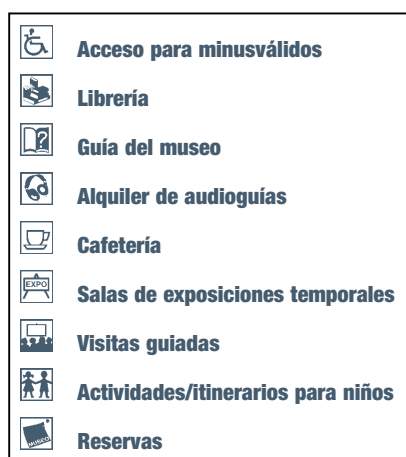 Acceso para minusválidos
Librería
Guía del museo
Alquiler de audioguías
Cafetería
EXPO
Salas de exposiciones temporales
Visitas guiadas
Actividades/itinerarios para niños
Reservas